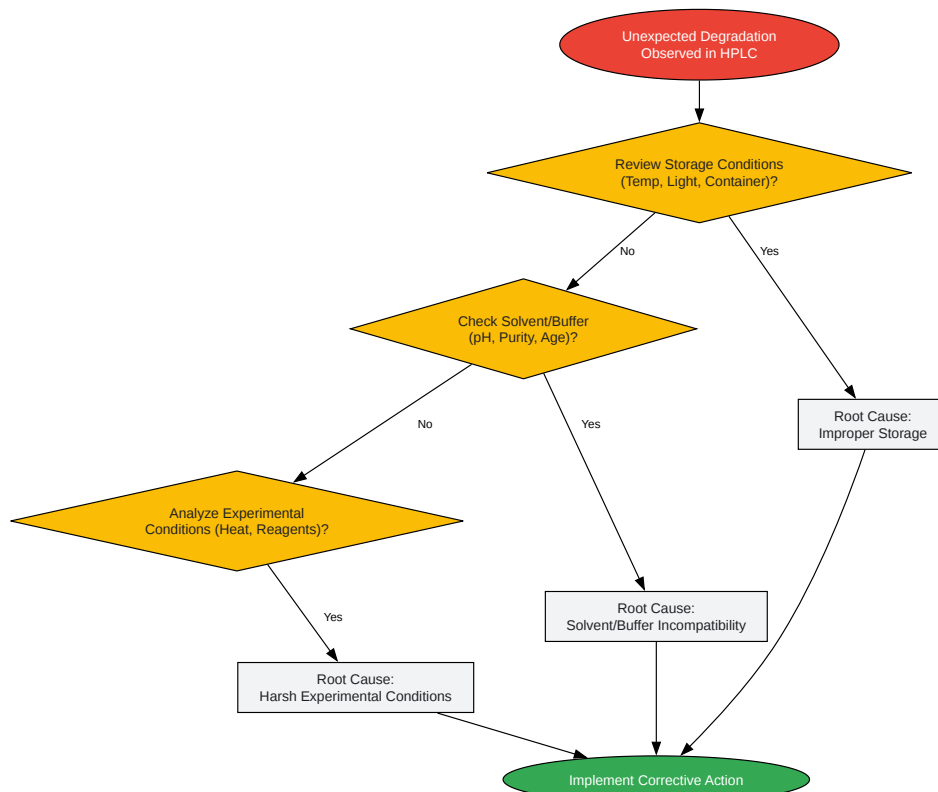 Unexpected Degradation
Observed in HPLC
Review Storage Conditions
(Temp, Light, Container)?
No
Yes
Check Solvent/Buffer
(pH, Purity, Age)?
Root Cause:
Improper Storage
No
Yes
Analyze Experimental
Conditions (Heat, Reagents)?
Root Cause:
Solvent/Buffer Incompatibility
Yes
Root Cause:
Harsh Experimental Conditions
Implement Corrective Action